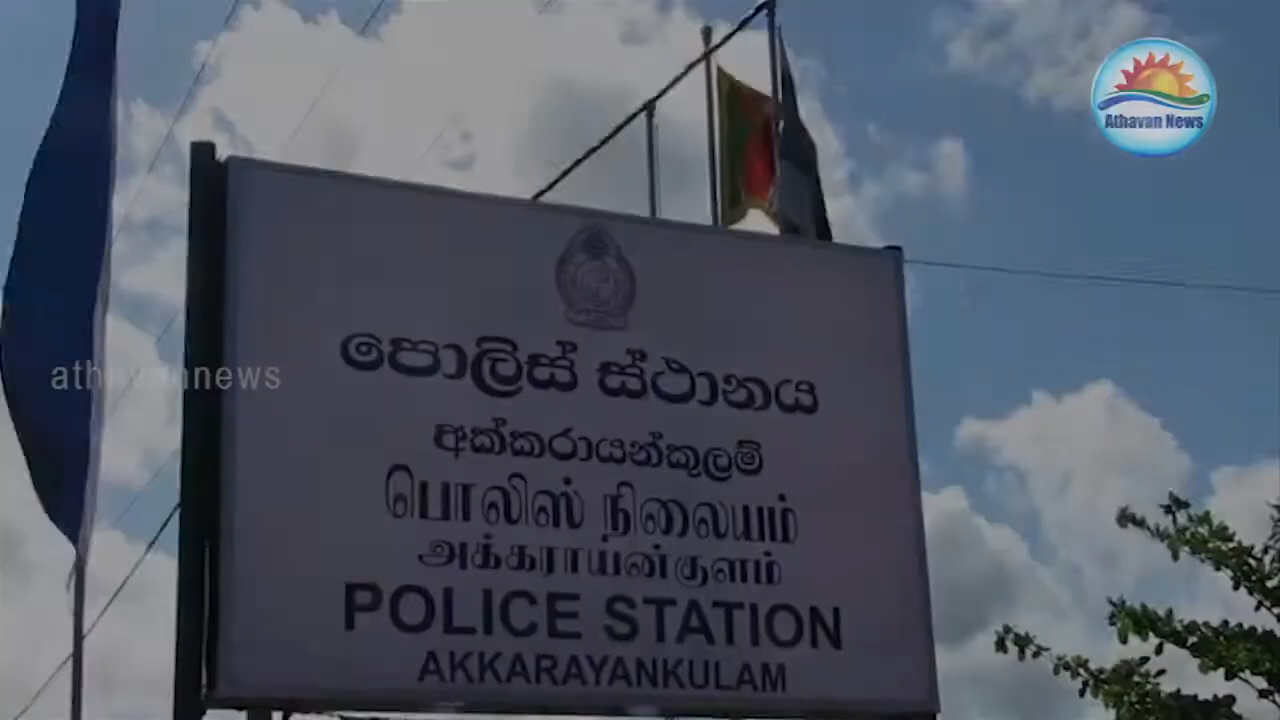 Athavan News
පොලිස් ස්ථානය
අක්කරායන්කුලම්
பொலிஸ் நிலையம்
அக்கராயன்குளம்
POLICE STATION
AKKARAYANKULAM
athavannews